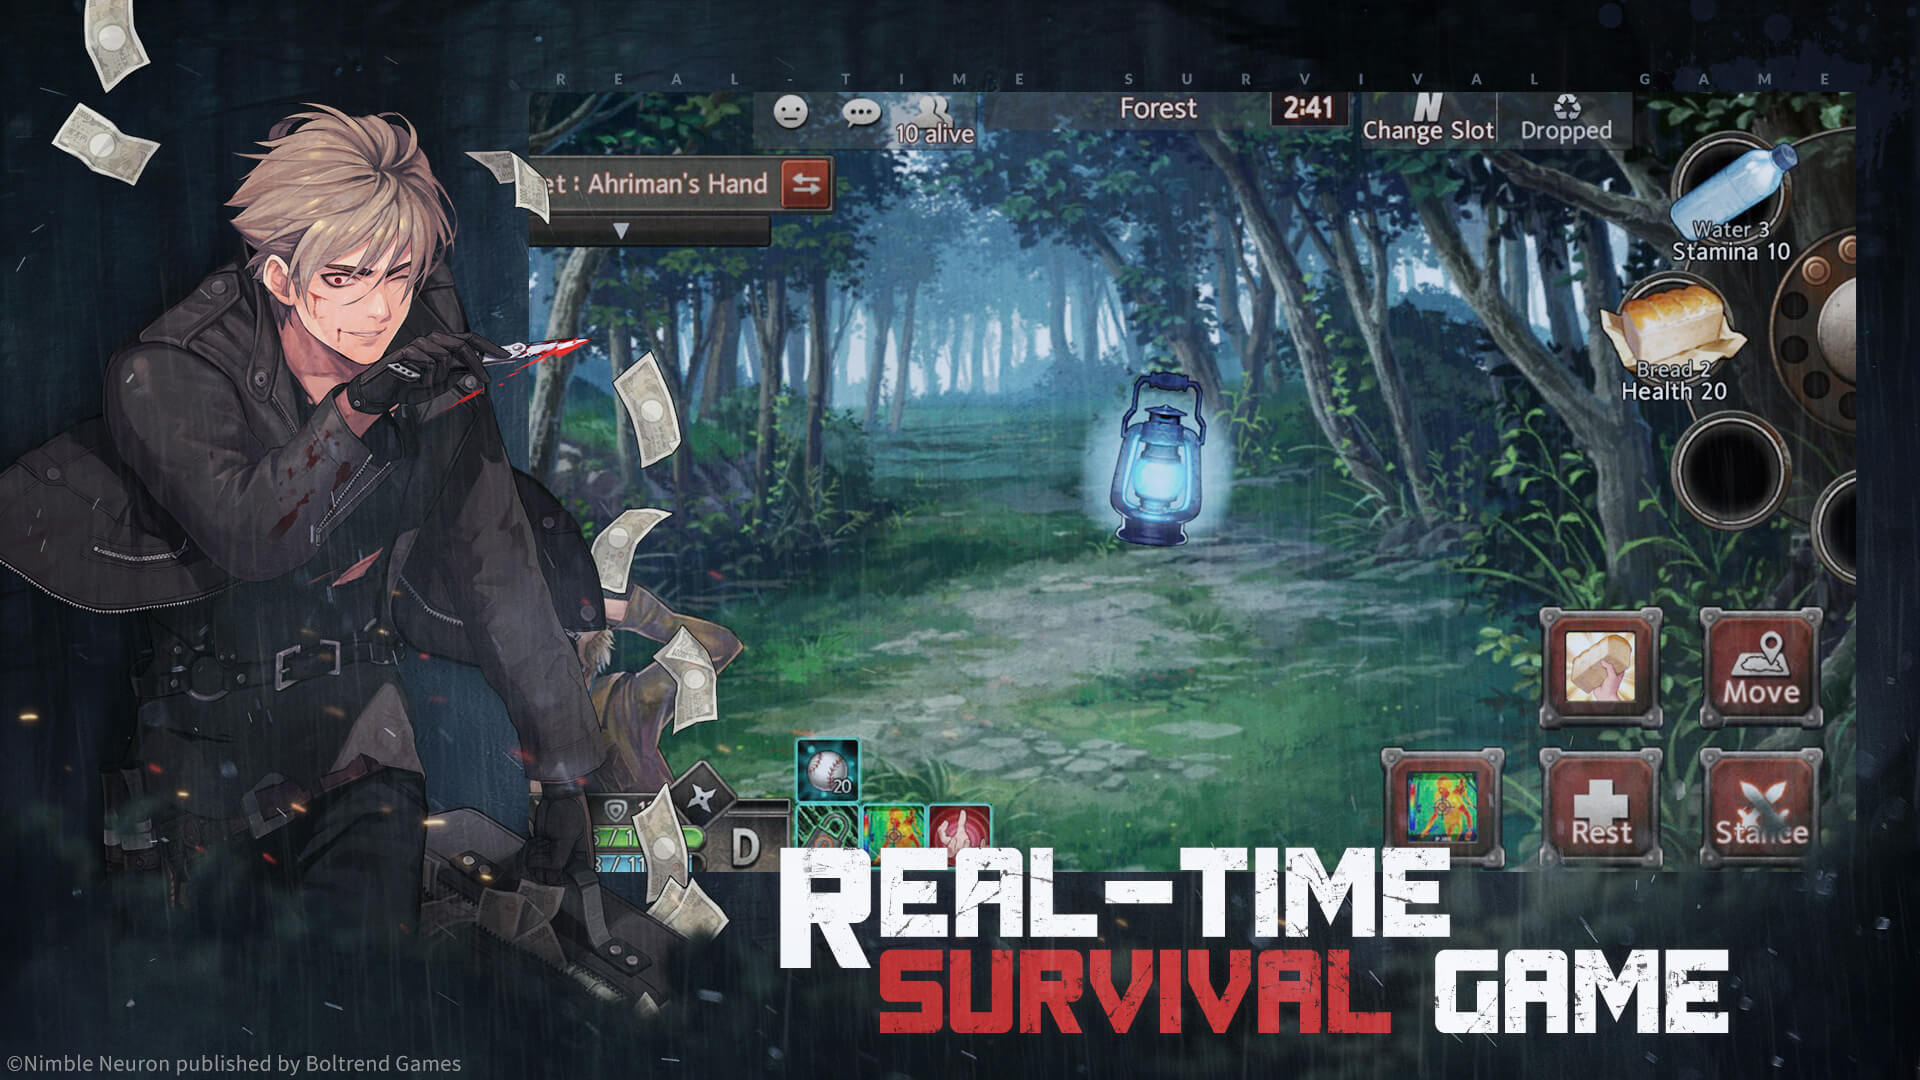 REAL-TIME SURVIVAL GAME
10 alive
Forest
2:41
N
Change Slot
Dropped
et : Ahriman's Hand
Water 3
Stamina 10
Bread 2
Health 20
Move
20
D
Rest
Stance
REAL-TIME
SURVIVAL GAME
©Nimble Neuron published by Boltrend Games